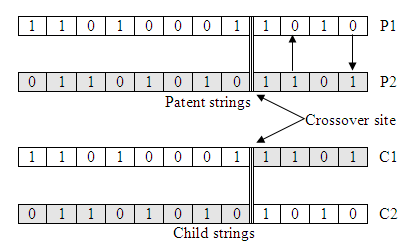 1 1 0 1 0 0 0 1 1 0 1 0 P1
0 1 1 0 1 0 1 0 1 1 0 1 P2
Patent strings
Crossover site
1 1 0 1 0 0 0 1 1 1 0 1 C1
0 1 1 0 1 0 1 0 1 0 1 0 C2
Child strings